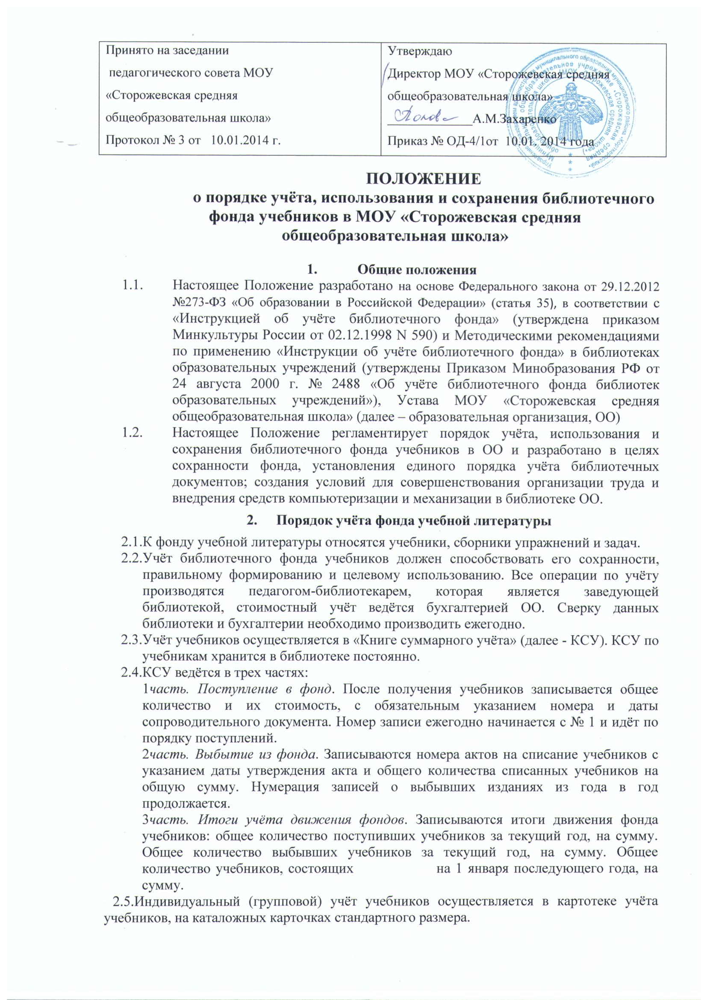 Принято на заседании
педагогического совета МОУ
«Сторожевская средняя
общеобразовательная школа»
Протокол № 3 от 10.01.2014 г.
Утверждаю
Директор МОУ «Сторожевская средняя
общеобразовательная школа»
А.М.Захаренко
Приказ № ОД-4/1от 10.01. 2014 года
ПОЛОЖЕНИЕ
о порядке учёта, использования и сохранения библиотечного
фонда учебников в МОУ «Сторожевская средняя
общеобразовательная школа»
1. Общие положения
1.1. Настоящее Положение разработано на основе Федерального закона от 29.12.2012
№273-ФЗ «Об образовании в Российской Федерации» (статья 35), в соответствии с
«Инструкцией об учёте библиотечного фонда» (утверждена приказом
Минкультуры России от 02.12.1998 N 590) и Методическими рекомендациями
по применению «Инструкции об учёте библиотечного фонда» в библиотеках
образовательных учреждений (утверждены Приказом Минобразования РФ от
24 августа 2000 г. № 2488 «Об учёте библиотечного фонда библиотек
образовательных учреждений»), Устава МОУ «Сторожевская средняя
общеобразовательная школа» (далее – образовательная организация, ОО)
1.2. Настоящее Положение регламентирует порядок учёта, использования и
сохранения библиотечного фонда учебников в ОО и разработано в целях
сохранности фонда, установления единого порядка учёта библиотечных
документов; создания условий для совершенствования организации труда и
внедрения средств компьютеризации и механизации в библиотеке ОО.
2. Порядок учёта фонда учебной литературы
2.1.К фонду учебной литературы относятся учебники, сборники упражнений и задач.
2.2.Учёт библиотечного фонда учебников должен способствовать его сохранности,
правильному формированию и целевому использованию. Все операции по учёту
производятся педагогом-библиотекарем, которая является заведующей
библиотекой, стоимостный учёт ведётся бухгалтерией ОО. Сверку данных
библиотеки и бухгалтерии необходимо производить ежегодно.
2.3.Учёт учебников осуществляется в «Книге суммарного учёта» (далее - КСУ). КСУ по
учебникам хранится в библиотеке постоянно.
2.4.КСУ ведётся в трех частях:
1часть. Поступление в фонд. После получения учебников записывается общее
количество и их стоимость, с обязательным указанием номера и даты
сопроводительного документа. Номер записи ежегодно начинается с № 1 и идёт по
порядку поступлений.
2часть. Выбытие из фонда. Записываются номера актов на списание учебников с
указанием даты утверждения акта и общего количества списанных учебников на
общую сумму. Нумерация записей о выбывших изданиях из года в год
продолжается.
3часть. Итоги учёта движения фондов. Записываются итоги движения фонда
учебников: общее количество поступивших учебников за текущий год, на сумму.
Общее количество выбывших учебников за текущий год, на сумму. Общее
количество учебников, состоящих на 1 января последующего года, на
сумму.
2.5.Индивидуальный (групповой) учёт учебников осуществляется в картотеке учёта
учебников, на каталожных карточках стандартного размера.